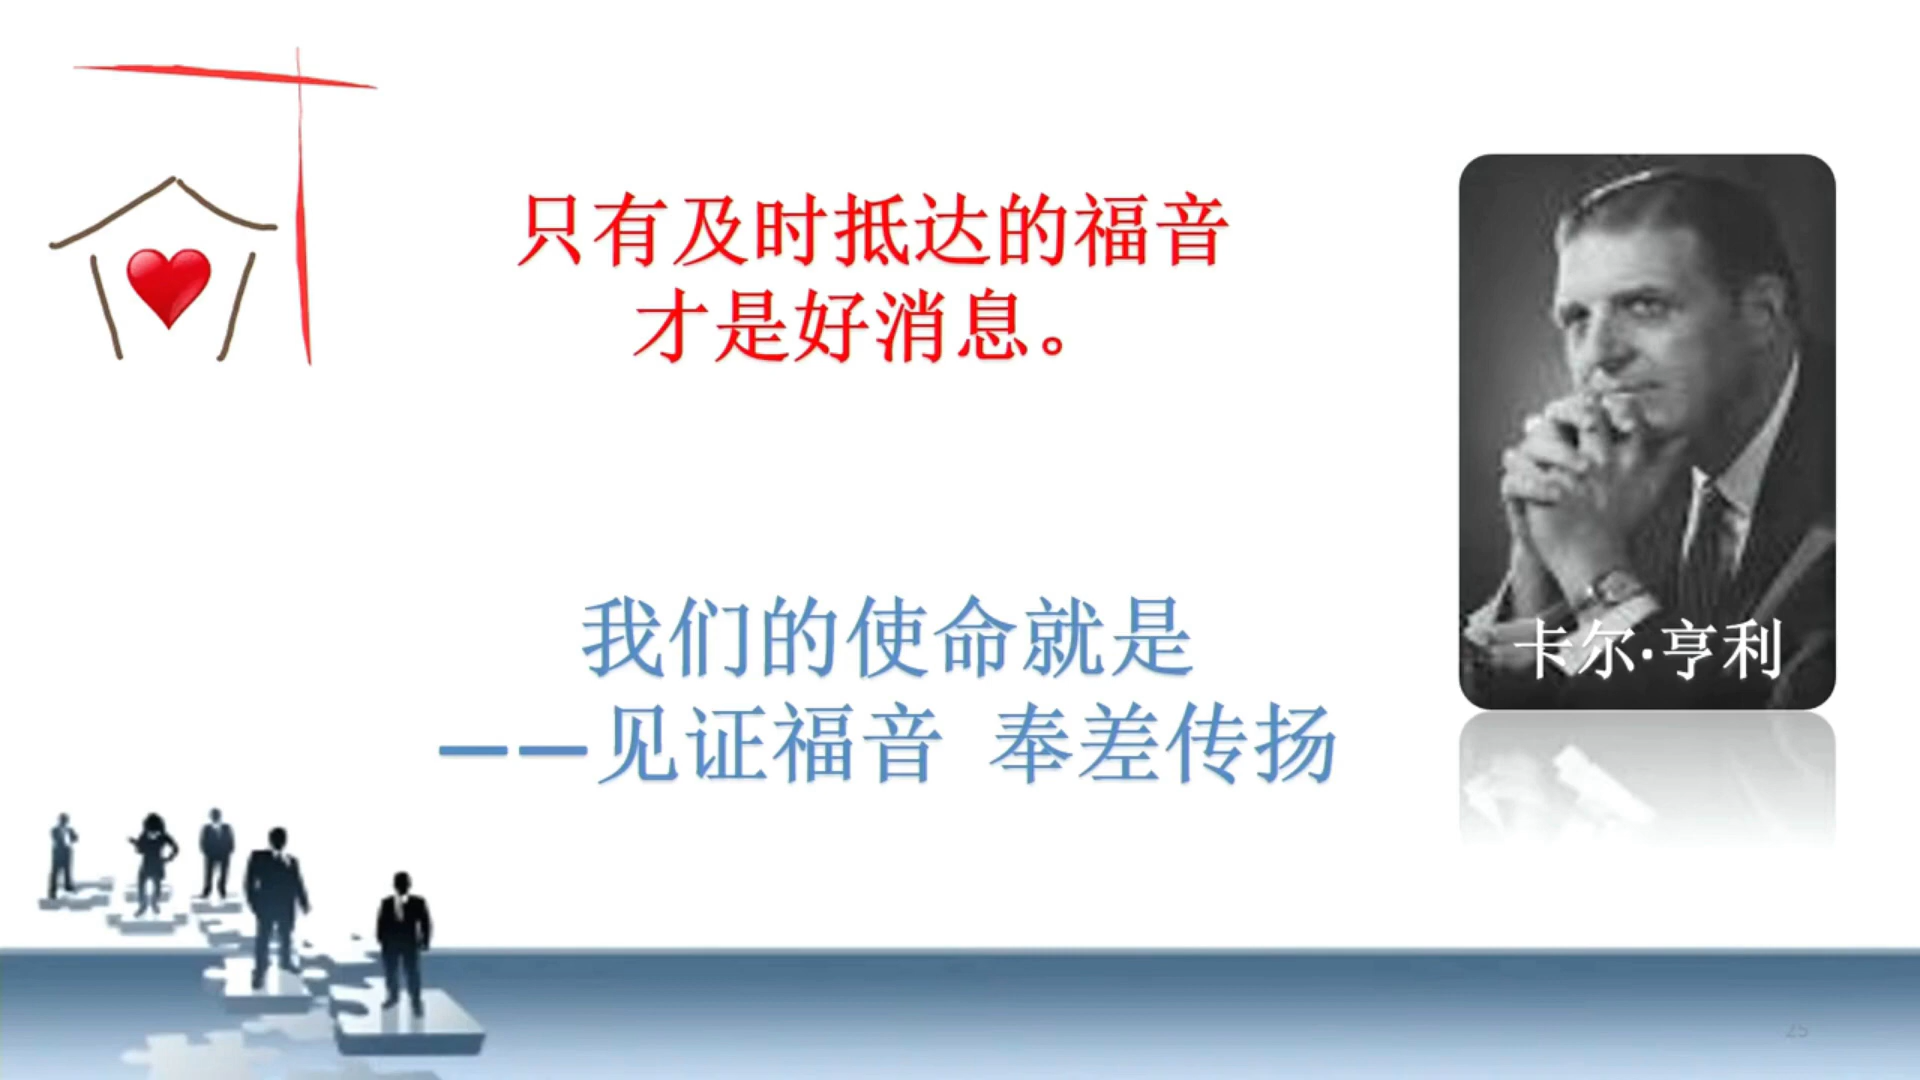 只有及时抵达的福音
才是好消息。
我们的使命就是
——见证福音 奉差传扬
卡尔·亨利
25